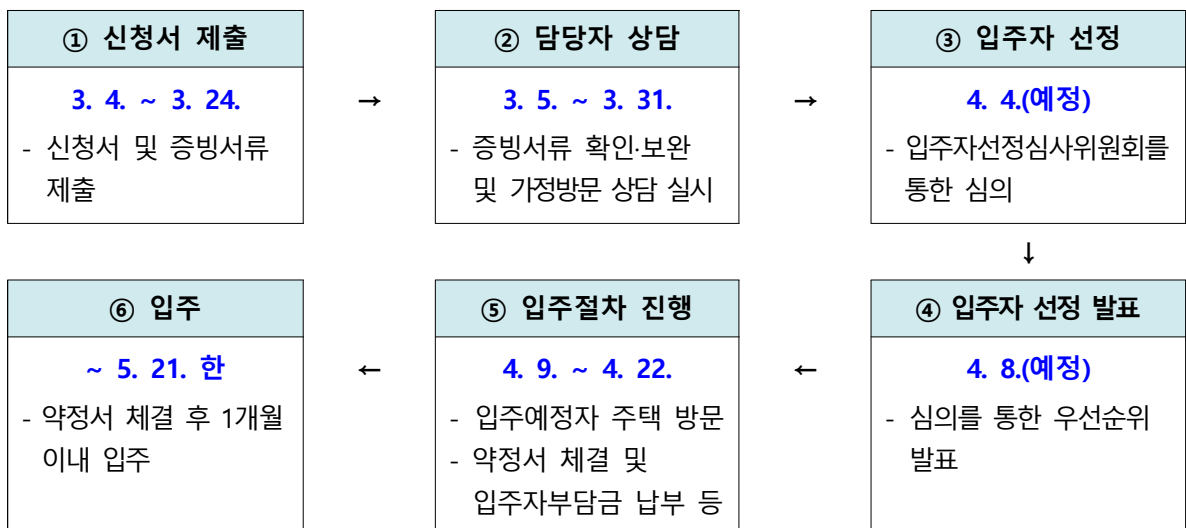 ① 신청서 제출
3. 4. ~ 3. 24.
- 신청서 및 증빙서류
제출
→
② 담당자 상담
3. 5. ~ 3. 31.
- 증빙서류 확인·보완
및 가정방문 상담 실시
→
③ 입주자 선정
4. 4.(예정)
- 입주자선정심사위원회를
통한 심의
↓
④ 입주자 선정 발표
4. 8.(예정)
- 심의를 통한 우선순위
발표
←
⑤ 입주절차 진행
4. 9. ~ 4. 22.
- 입주예정자 주택 방문
- 약정서 체결 및
입주자부담금 납부 등
←
⑥ 입주
~ 5. 21. 한
- 약정서 체결 후 1개월
이내 입주